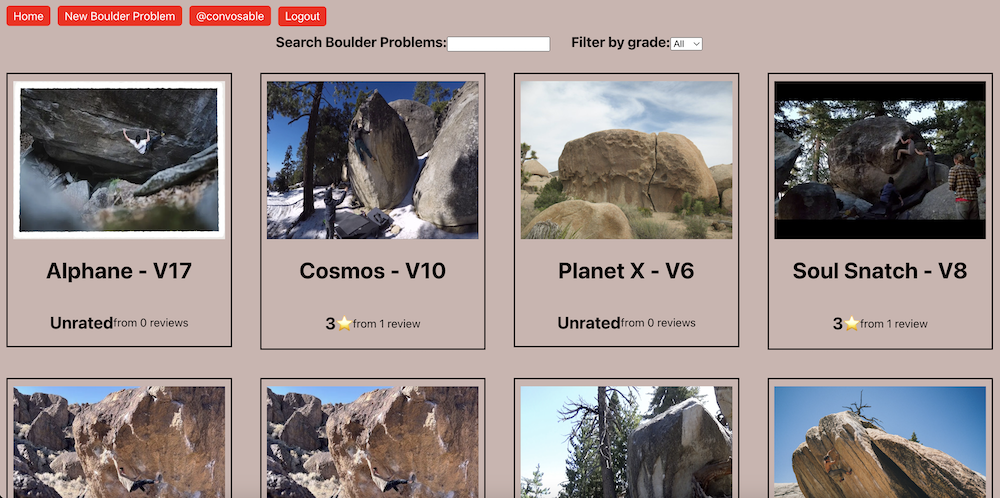 Home New Boulder Problem @convosable Logout
Search Boulder Problems: Filter by grade: All
Alphane - V17 Cosmos - V10 Planet X - V6 Soul Snatch - V8
Unrated from 0 reviews 3⭐ from 1 review Unrated from 0 reviews 3⭐ from 1 review